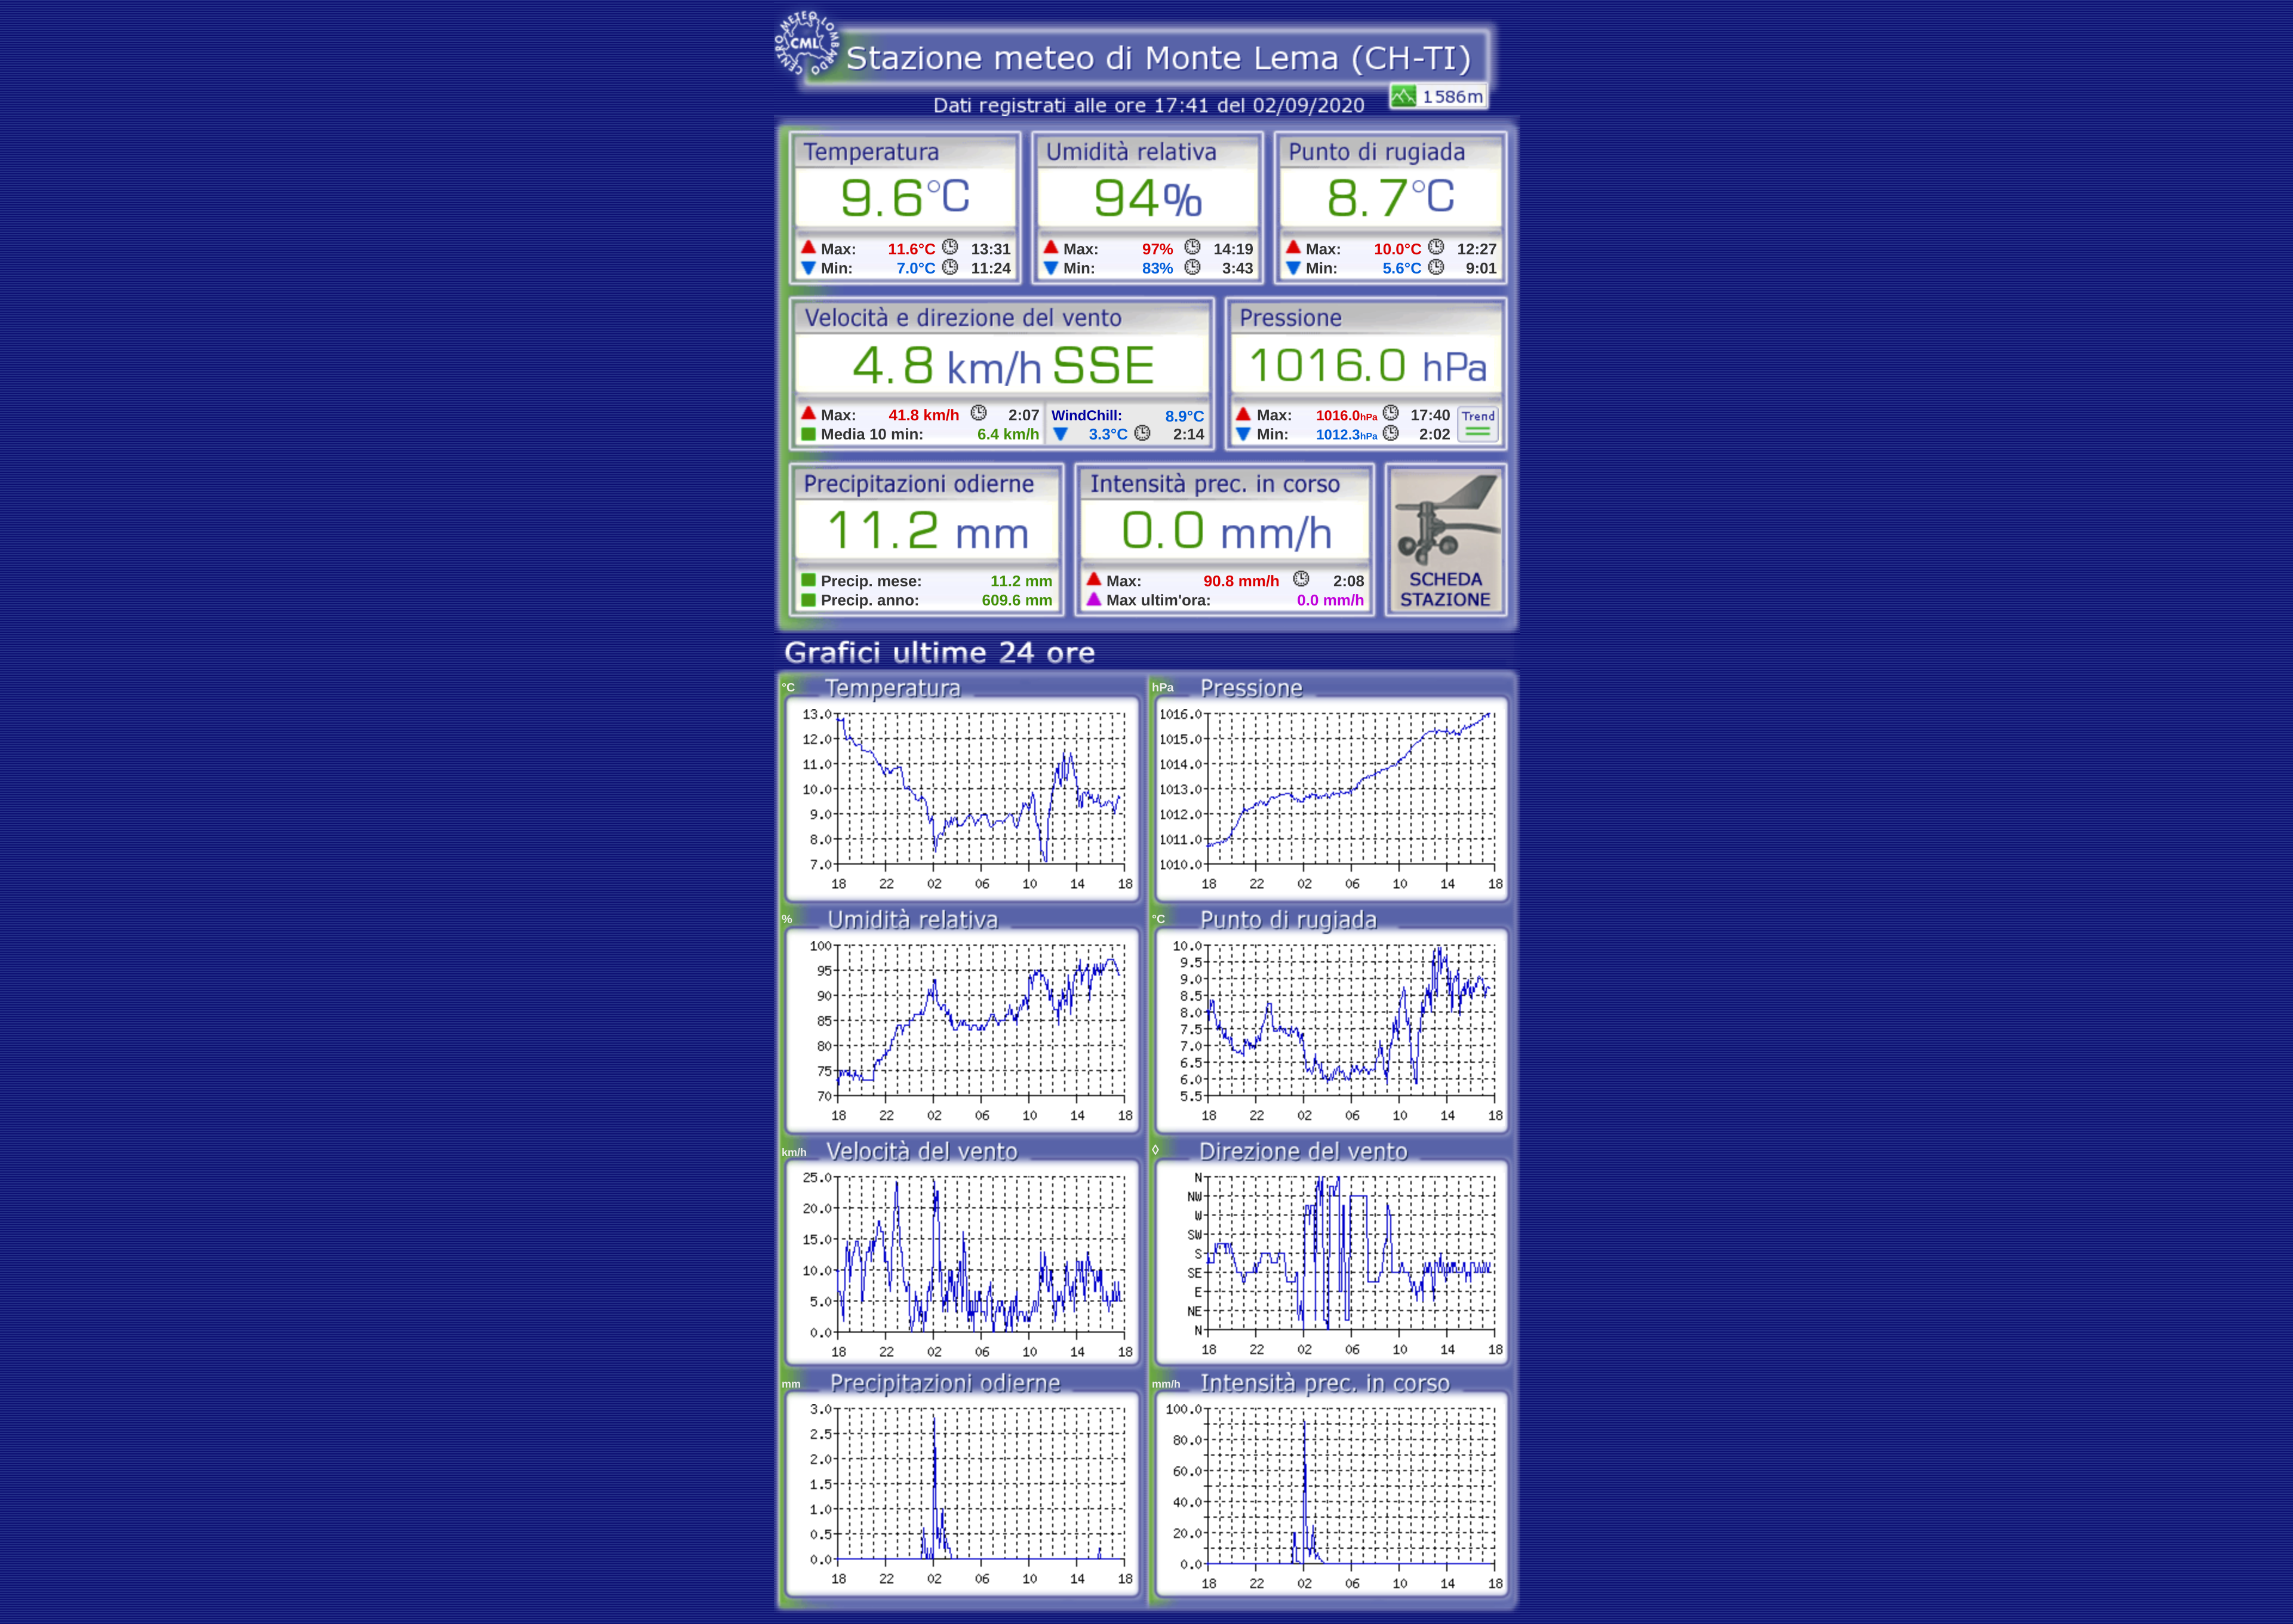 CENTRO METEO LOMBARDO
CML
Stazione meteo di Monte Lema (CH-TI)
1586m
Dati registrati alle ore 17:41 del 02/09/2020
Temperatura
9.6°C
Max: 11.6°C 13:31
Min: 7.0°C 11:24
Umidità relativa
94%
Max: 97% 14:19
Min: 83% 3:43
Punto di rugiada
8.7°C
Max: 10.0°C 12:27
Min: 5.6°C 9:01
Velocità e direzione del vento
4.8 km/h SSE
Max: 41.8 km/h 2:07
Media 10 min: 6.4 km/h
WindChill: 8.9°C
3.3°C 2:14
Pressione
1016.0 hPa
Max: 1016.0hPa 17:40
Min: 1012.3hPa 2:02
Trend
Precipitazioni odierne
11.2 mm
Precip. mese: 11.2 mm
Precip. anno: 609.6 mm
Intensità prec. in corso
0.0 mm/h
Max: 90.8 mm/h 2:08
Max ultim'ora: 0.0 mm/h
SCHEDA
STAZIONE
Grafici ultime 24 ore
°C Temperatura
13.0
12.0
11.0
10.0
9.0
8.0
7.0
18 22 02 06 10 14 18
hPa Pressione
1016.0
1015.0
1014.0
1013.0
1012.0
1011.0
1010.0
18 22 02 06 10 14 18
% Umidità relativa
100
95
90
85
80
75
70
18 22 02 06 10 14 18
°C Punto di rugiada
10.0
9.5
9.0
8.5
8.0
7.5
7.0
6.5
6.0
5.5
18 22 02 06 10 14 18
km/h Velocità del vento
25.0
20.0
15.0
10.0
5.0
0.0
18 22 02 06 10 14 18
◊ Direzione del vento
N
NW
W
SW
S
SE
E
NE
N
18 22 02 06 10 14 18
mm Precipitazioni odierne
3.0
2.5
2.0
1.5
1.0
0.5
0.0
18 22 02 06 10 14 18
mm/h Intensità prec. in corso
100.0
80.0
60.0
40.0
20.0
0.0
18 22 02 06 10 14 18